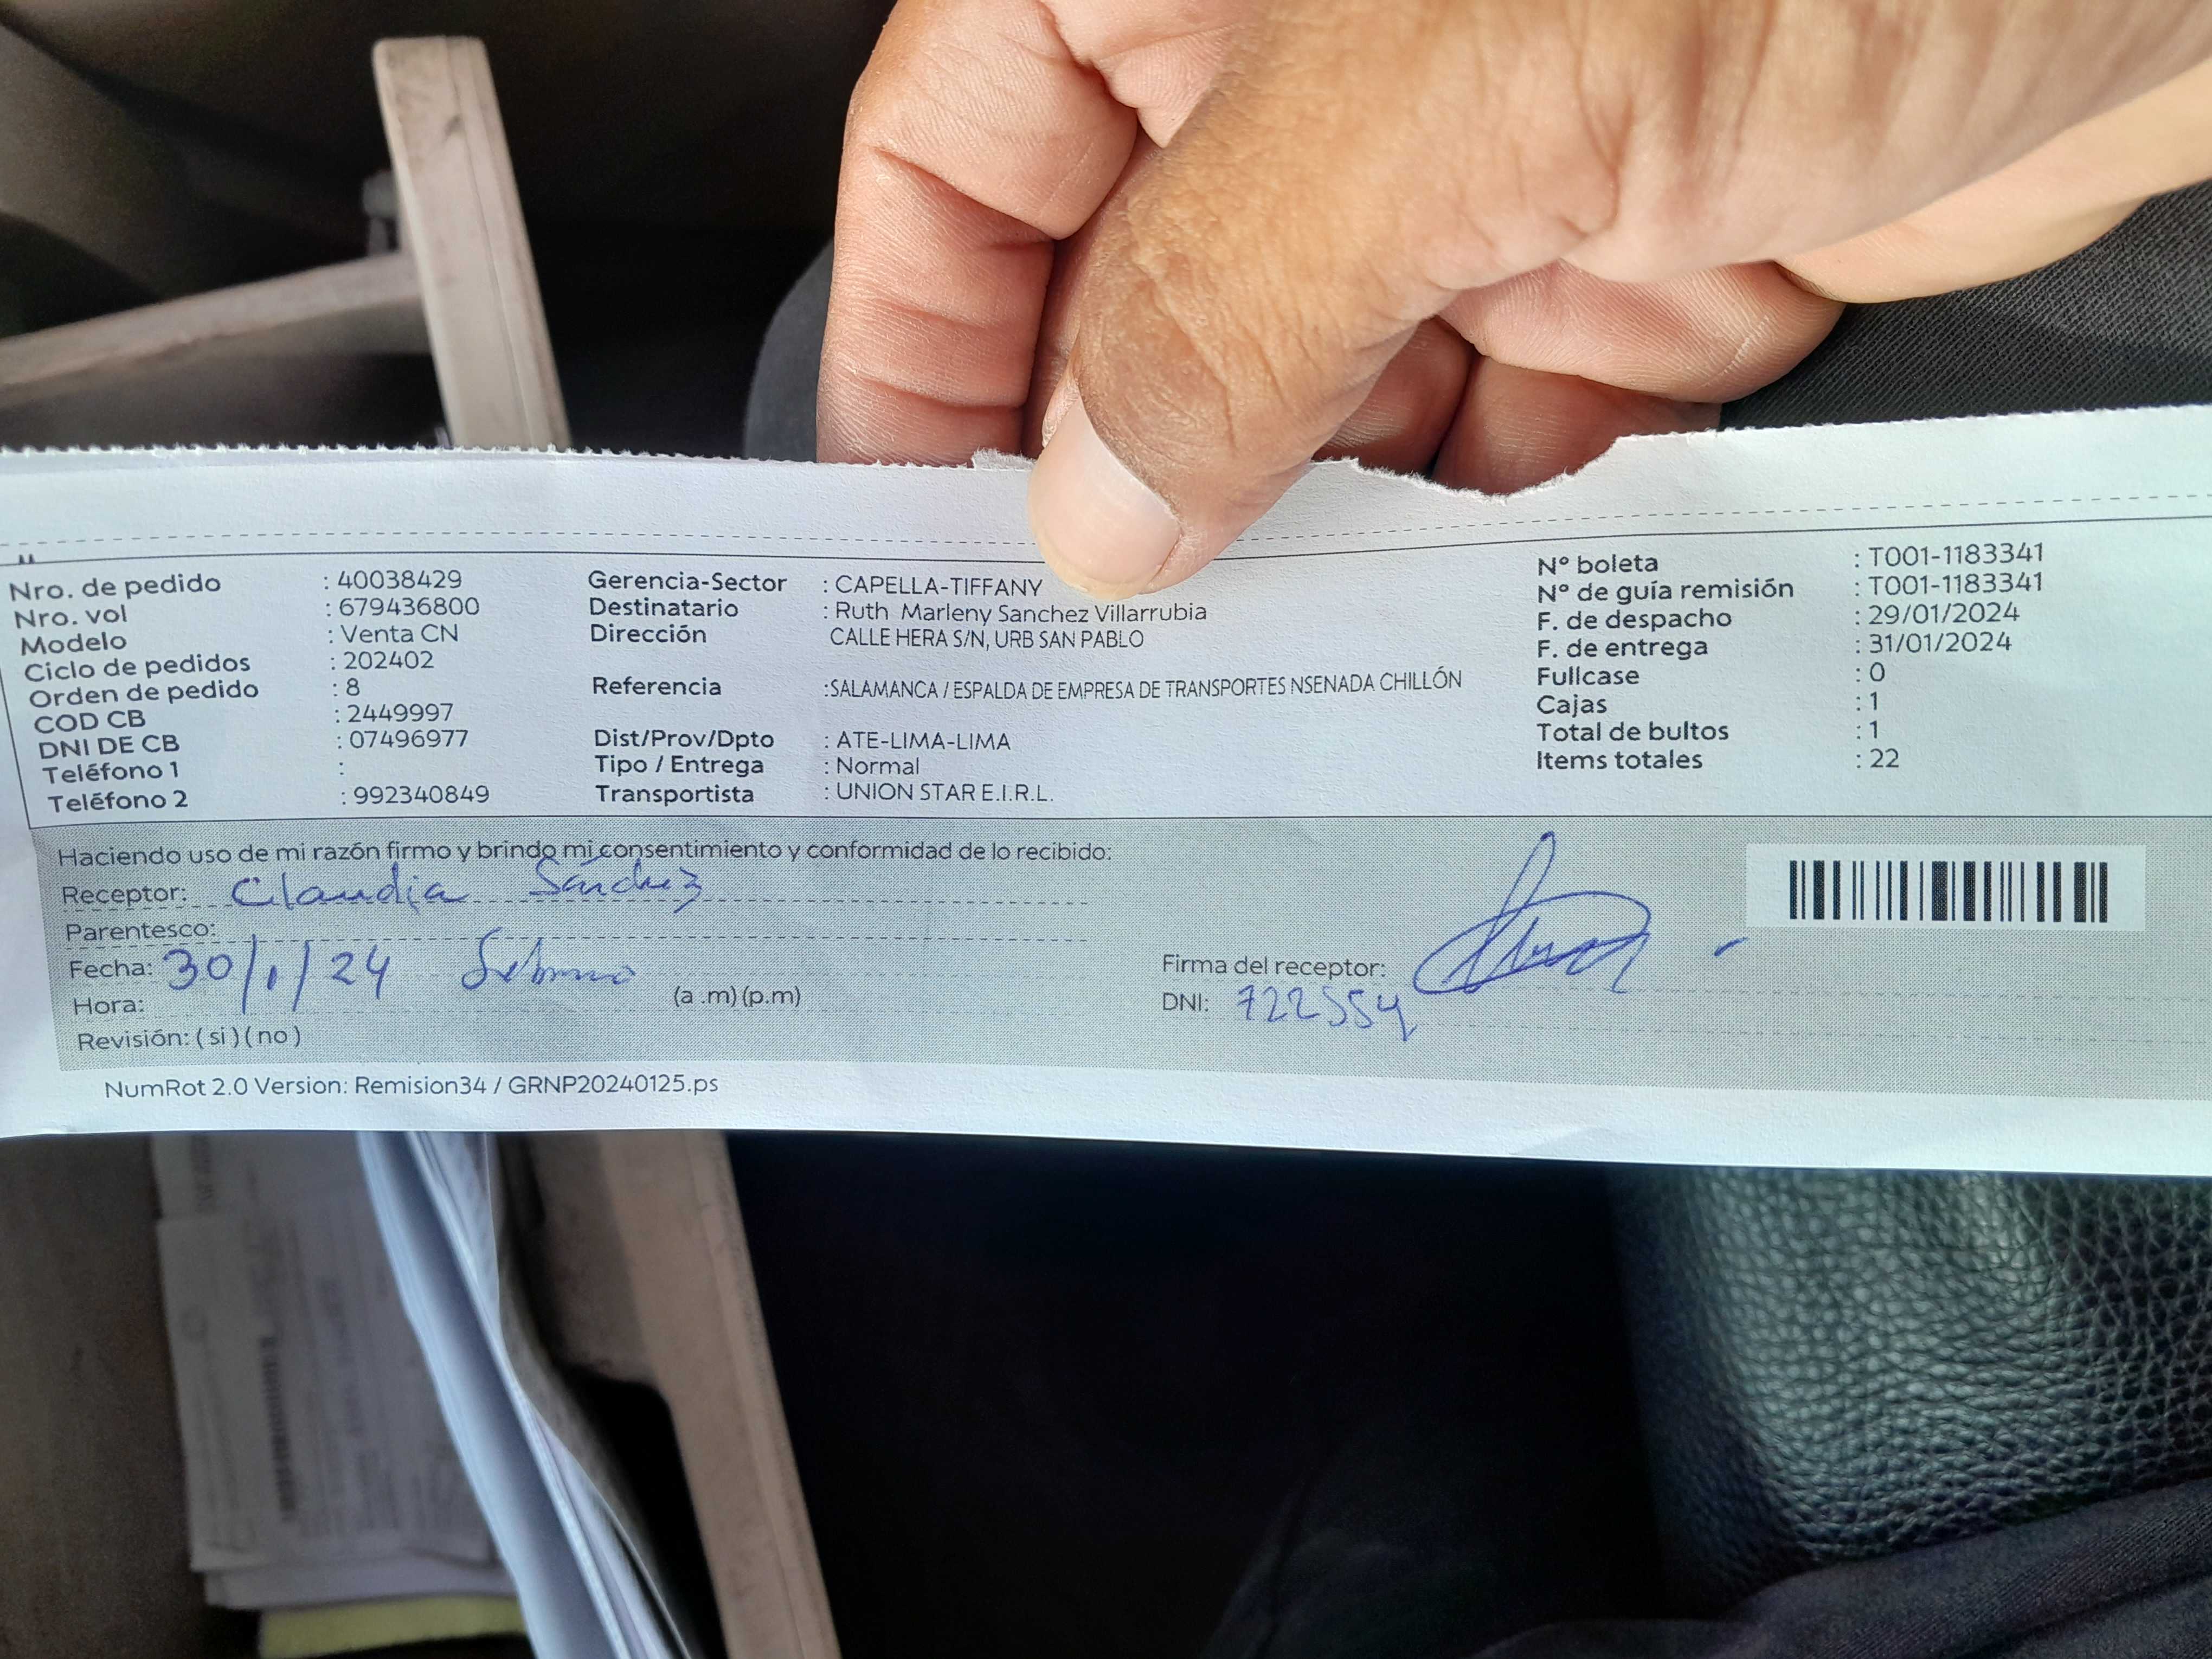 Nro. de pedido : 40038429
Nro. vol : 679436800
Modelo : Venta CN
Ciclo de pedidos : 202402
Orden de pedido : 8
COD CB : 2449997
DNI DE CB : 07496977
Teléfono 1 :
Teléfono 2 : 992340849
Gerencia-Sector : CAPELLA-TIFFANY
Destinatario : Ruth Marleny Sanchez Villarrubia
Dirección CALLE HERA S/N, URB SAN PABLO
Referencia :SALAMANCA / ESPALDA DE EMPRESA DE TRANSPORTES NSENADA CHILLÓN
Dist/Prov/Dpto : ATE-LIMA-LIMA
Tipo / Entrega : Normal
Transportista : UNION STAR E.I.R.L.
N° boleta : T001-1183341
N° de guía remisión : T001-1183341
F. de despacho : 29/01/2024
F. de entrega : 31/01/2024
Fullcase : 0
Cajas : 1
Total de bultos : 1
Items totales : 22
Haciendo uso de mi razón firmo y brindo mi consentimiento y conformidad de lo recibido:
Receptor: Claudia Sánchez
Parentesco:
Fecha: 30/1/24
Hora: (a .m) (p.m)
Revisión: ( si ) ( no )
Firma del receptor:
DNI: 722554
NumRot 2.0 Version: Remision34 / GRNP20240125.ps